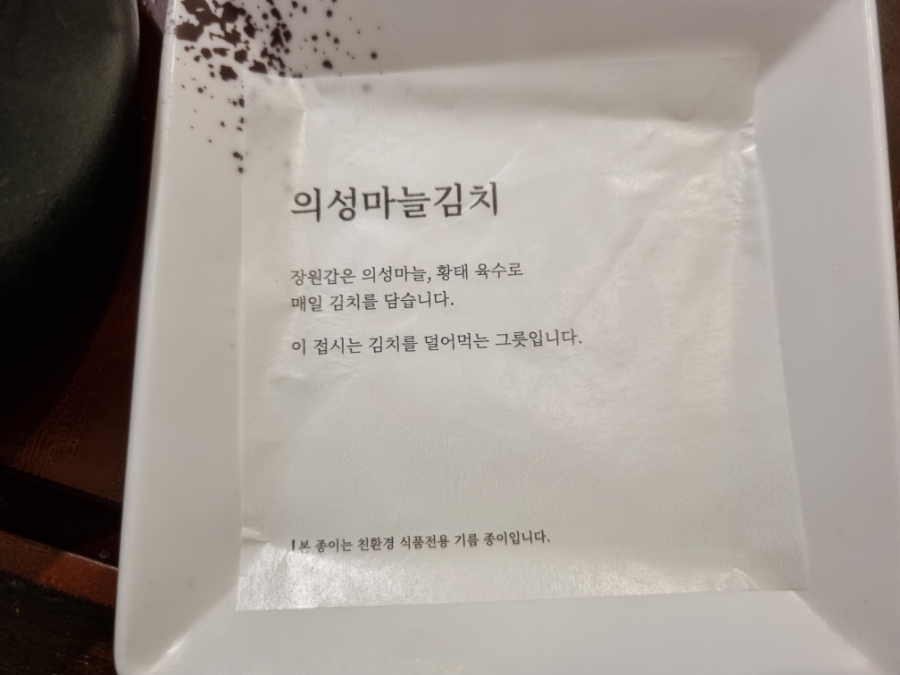 의성마늘김치
장원갑은 의성마늘, 황태 육수로
매일 김치를 담습니다.
이 접시는 김치를 덜어먹는 그릇입니다.
본 종이는 친환경 식품전용 기름 종이입니다.